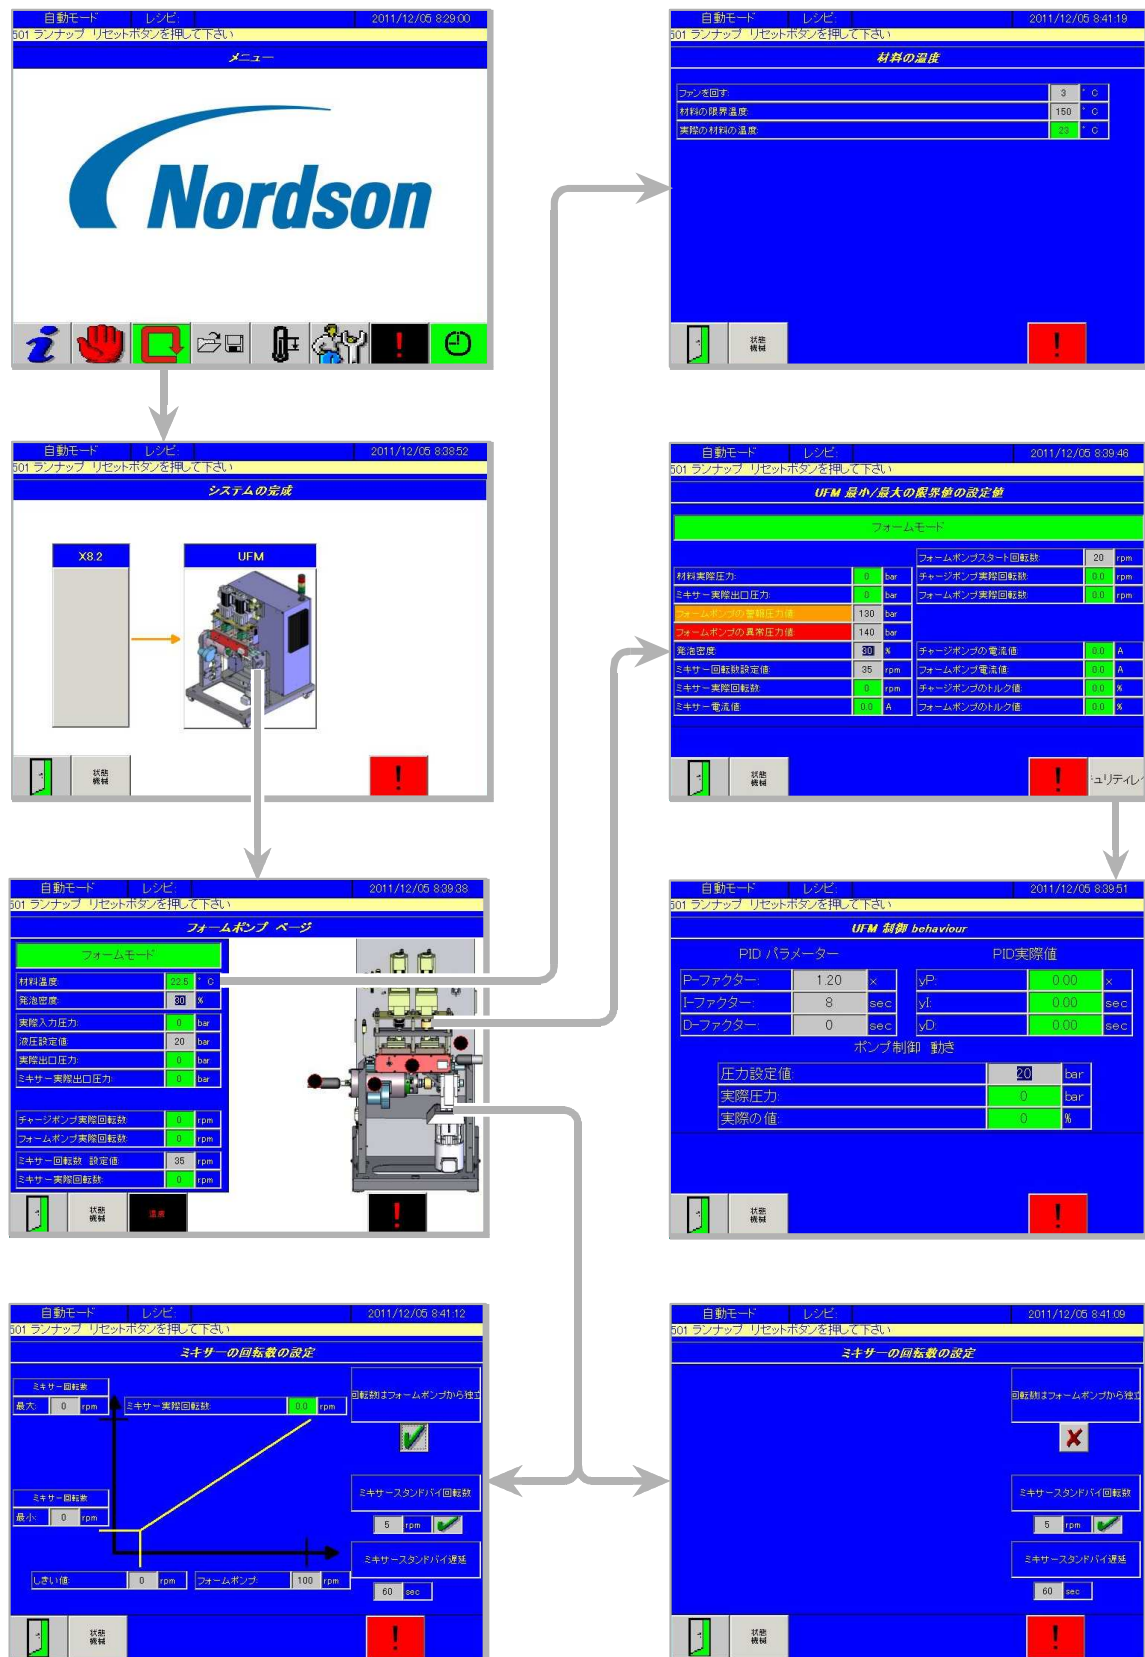 自動モード レシピ: 2011/12/05 8:29:00
501 ランナップ リセットボタンを押して下さい
メニュー
Nordson
自動モード レシピ: 2011/12/05 8:41:19
501 ランナップ リセットボタンを押して下さい
材料の温度
ファンを回す: 3 ° C
材料の限界温度: 150 ° C
実際の材料の温度: 23 ° C
状態
機械
自動モード レシピ: 2011/12/05 8:38:52
501 ランナップ リセットボタンを押して下さい
システムの完成
X8.2 UFM
状態
機械
自動モード レシピ: 2011/12/05 8:39:46
501 ランナップ リセットボタンを押して下さい
UFM 最小/最大の限界値の設定値
フォームモード
フォームポンプスタート回転数: 20 rpm
材料実際圧力: 0 bar チャージポンプ実際回転数: 0.0 rpm
ミキサー実際出口圧力: 0 bar フォームポンプ実際回転数: 0.0 rpm
フォームポンプの警報圧力値: 130 bar
フォームポンプの異常圧力値: 140 bar
発泡密度: 30 % チャージポンプの電流値: 0.0 A
ミキサー回転数設定値: 35 rpm フォームポンプ電流値: 0.0 A
ミキサー実際回転数: 0 rpm チャージポンプのトルク値: 0.0 %
ミキサー電流値: 0.0 A フォームポンプのトルク値: 0.0 %
状態
機械
ュリティレ
自動モード レシピ: 2011/12/05 8:39:38
501 ランナップ リセットボタンを押して下さい
フォームポンプ ページ
フォームモード
材料温度: 22.5 ° C
発泡密度: 30 %
実際入力圧力: 0 bar
液圧設定値: 20 bar
実際出口圧力: 0 bar
ミキサー実際出口圧力: 0 bar
チャージポンプ実際回転数: 0 rpm
フォームポンプ実際回転数: 0 rpm
ミキサー回転数 設定値: 35 rpm
ミキサー実際回転数: 0 rpm
状態
機械
温度
自動モード レシピ: 2011/12/05 8:39:51
501 ランナップ リセットボタンを押して下さい
UFM 制御 behaviour
PID パラメーター PID実際値
P-ファクター: 1.20 × yP: 0.00 ×
I-ファクター: 8 sec yI: 0.00 sec
D-ファクター: 0 sec yD: 0.00 sec
ポンプ制御 動き
圧力設定値: 20 bar
実際圧力: 0 bar
実際の値: 0 %
状態
機械
自動モード レシピ: 2011/12/05 8:41:12
501 ランナップ リセットボタンを押して下さい
ミキサーの回転数の設定
ミキサー回転数
最大: 0 rpm ミキサー実際回転数: 0.0 rpm
回転数はフォームポンプから独立
ミキサースタンドバイ回転数
ミキサー回転数
最小: 0 rpm
5 rpm
ミキサースタンドバイ遅延
しきい値: 0 rpm フォームポンプ: 100 rpm
60 sec
状態
機械
自動モード レシピ: 2011/12/05 8:41:09
501 ランナップ リセットボタンを押して下さい
ミキサーの回転数の設定
回転数はフォームポンプから独立
ミキサースタンドバイ回転数
5 rpm
ミキサースタンドバイ遅延
60 sec
状態
機械